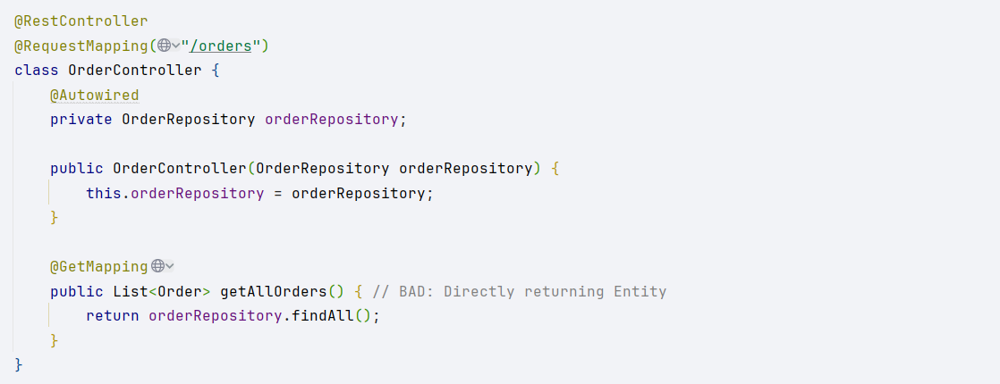 @RestController
@RequestMapping("/orders")
class OrderController {
    @Autowired
    private OrderRepository orderRepository;

    public OrderController(OrderRepository orderRepository) {
        this.orderRepository = orderRepository;
    }

    @GetMapping
    public List<Order> getAllOrders() { // BAD: Directly returning Entity
        return orderRepository.findAll();
    }
}